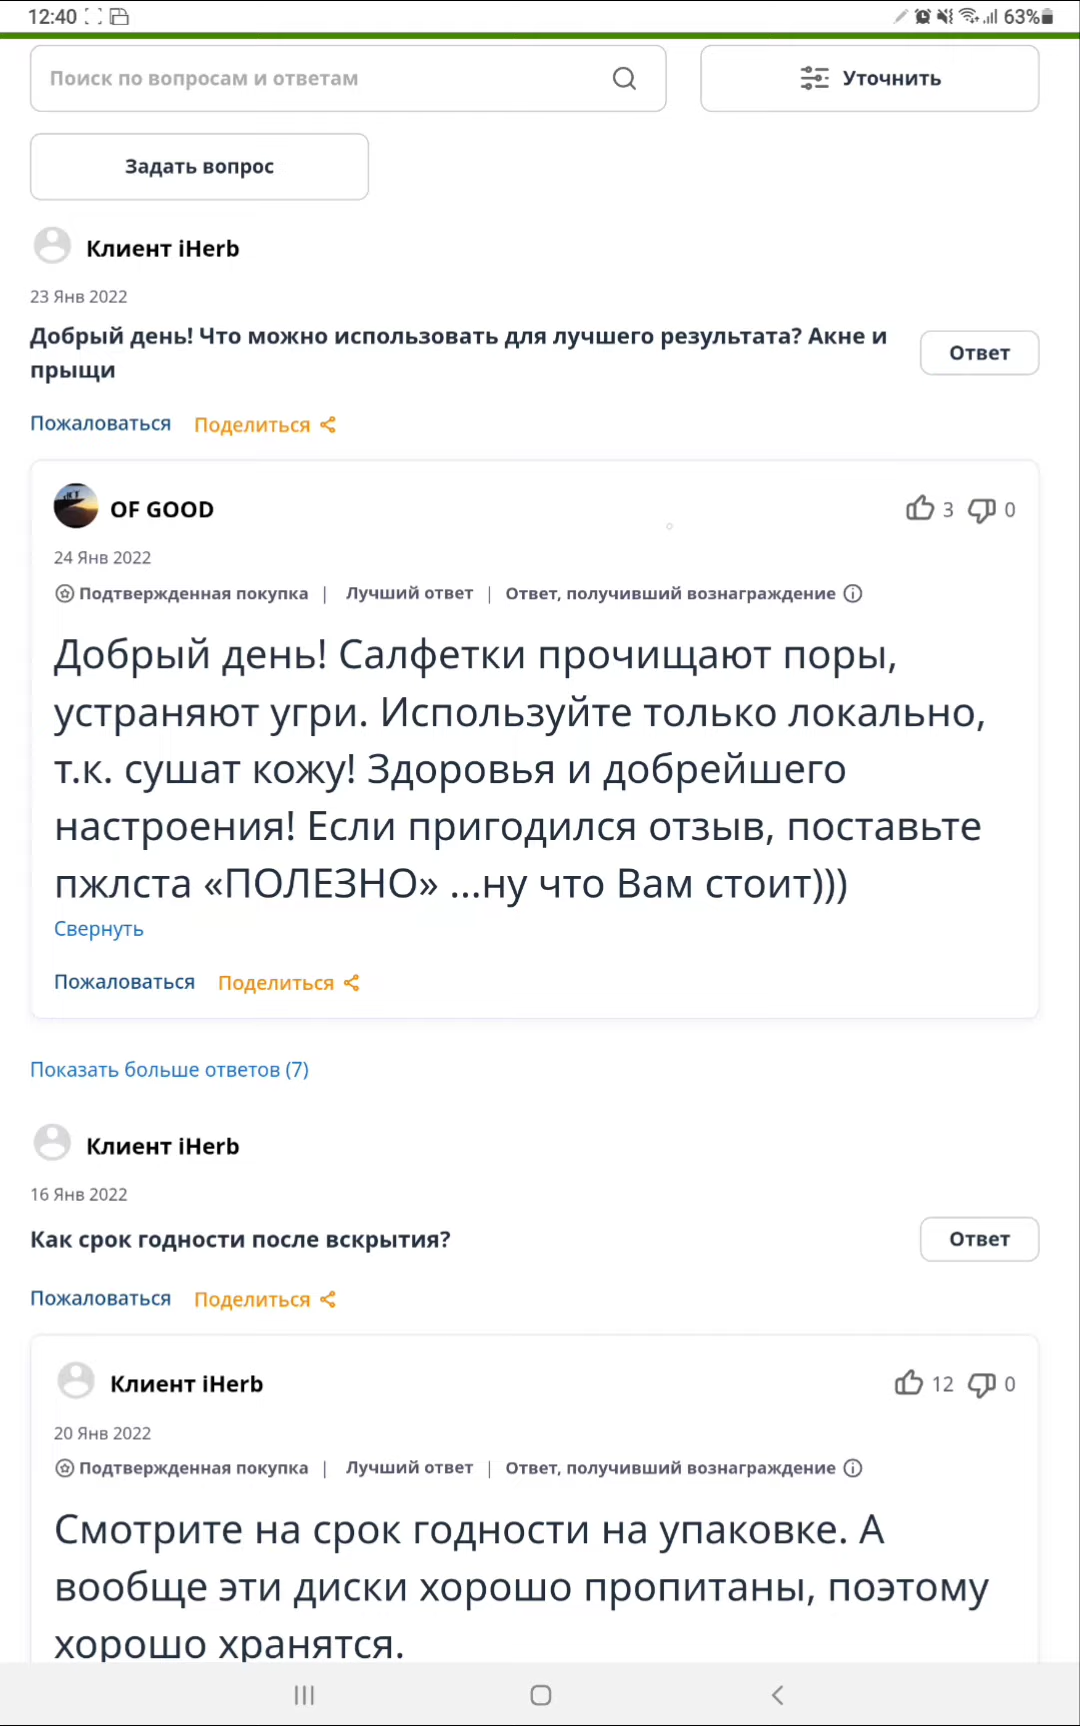 12:40
63%
Поиск по вопросам и ответам
Уточнить
Задать вопрос
Клиент iHerb
23 Янв 2022
Добрый день! Что можно использовать для лучшего результата? Акне и
прыщи
Ответ
Пожаловаться Поделиться
OF GOOD
3 0
24 Янв 2022
Подтвержденная покупка | Лучший ответ | Ответ, получивший вознаграждение
Добрый день! Салфетки прочищают поры,
устраняют угри. Используйте только локально,
т.к. сушат кожу! Здоровья и добрейшего
настроения! Если пригодился отзыв, поставьте
пжлста «ПОЛЕЗНО» ...ну что Вам стоит)))
Свернуть
Пожаловаться Поделиться
Показать больше ответов (7)
Клиент iHerb
16 Янв 2022
Как срок годности после вскрытия?
Ответ
Пожаловаться Поделиться
Клиент iHerb
12 0
20 Янв 2022
Подтвержденная покупка | Лучший ответ | Ответ, получивший вознаграждение
Смотрите на срок годности на упаковке. А
вообще эти диски хорошо пропитаны, поэтому
хорошо хранятся.